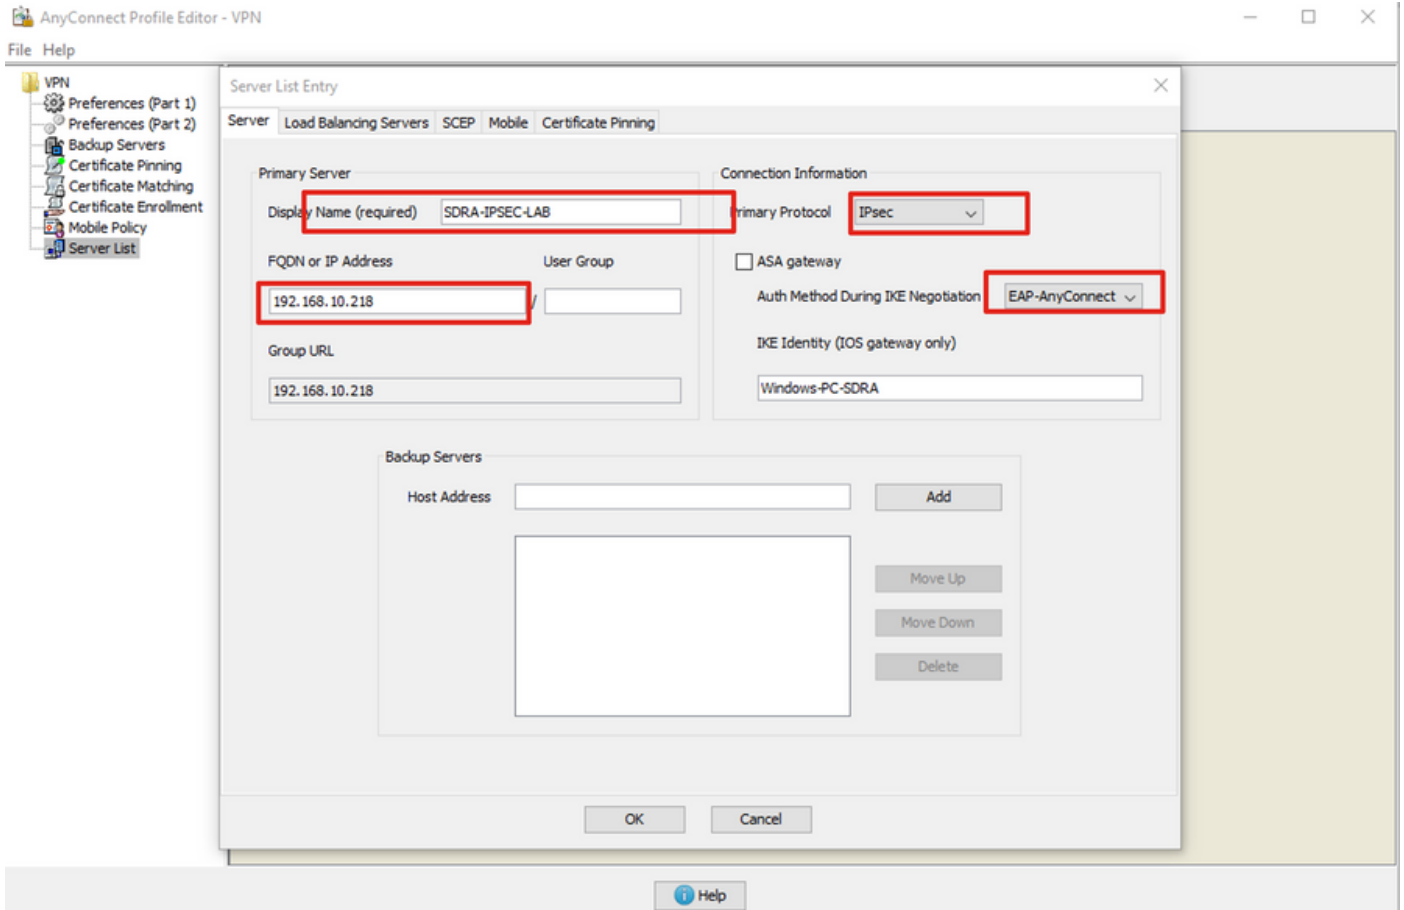 AnyConnect Profile Editor - VPN
File Help
VPN
Preferences (Part 1)
Preferences (Part 2)
Backup Servers
Certificate Pinning
Certificate Matching
Certificate Enrollment
Mobile Policy
Server List
Server List Entry
Server Load Balancing Servers SCEP Mobile Certificate Pinning
Primary Server
Display Name (required) SDRA-IPSEC-LAB
FQDN or IP Address User Group
192.168.10.218 /
Group URL
192.168.10.218
Connection Information
Primary Protocol IPsec
ASA gateway
Auth Method During IKE Negotiation EAP-AnyConnect
IKE Identity (IOS gateway only)
Windows-PC-SDRA
Backup Servers
Host Address Add
Move Up
Move Down
Delete
OK Cancel
Help